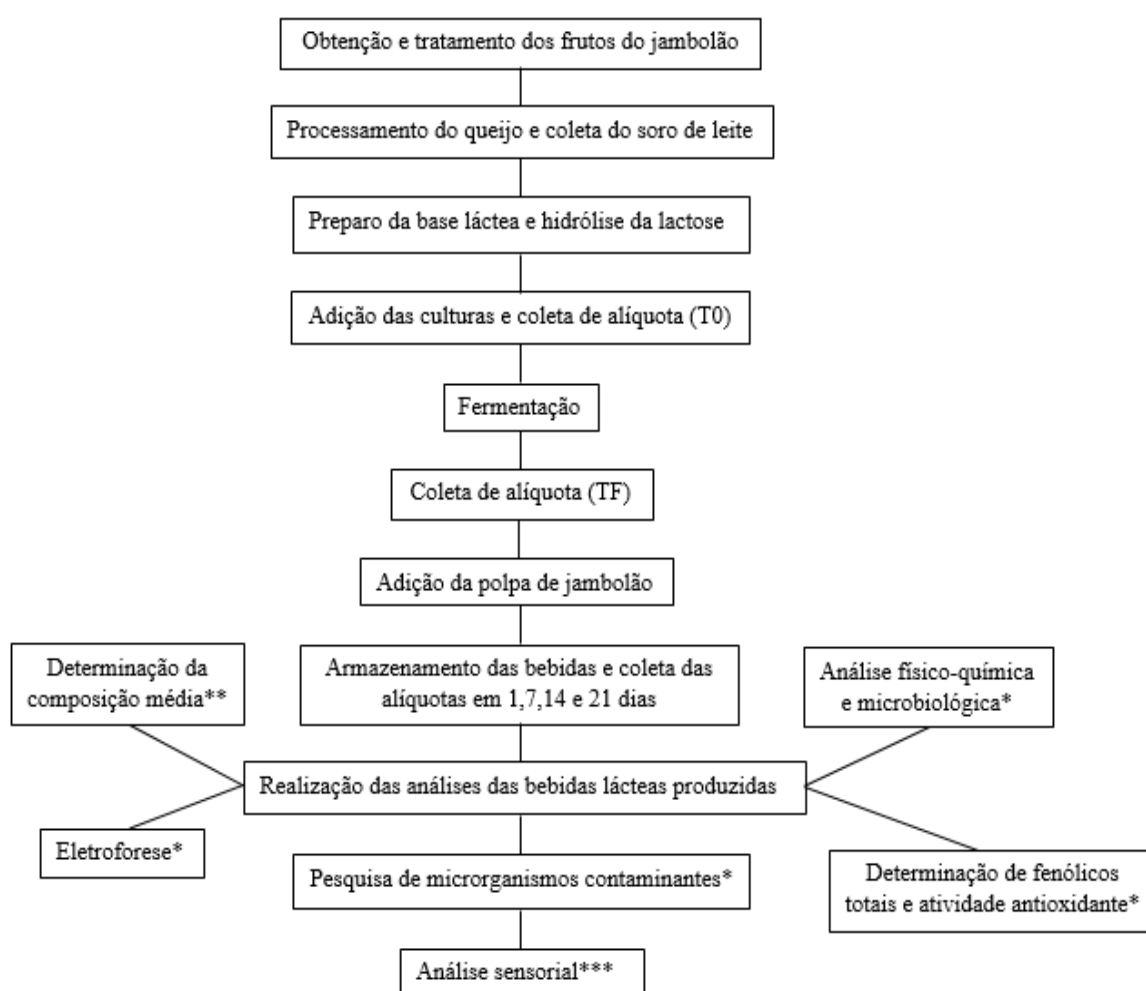 Obtenção e tratamento dos frutos do jambolão
Processamento do queijo e coleta do soro de leite
Preparo da base láctea e hidrólise da lactose
Adição das culturas e coleta de alíquota (T0)
Fermentação
Coleta de alíquota (TF)
Adição da polpa de jambolão
Determinação da
composição média**
Armazenamento das bebidas e coleta das
alíquotas em 1,7,14 e 21 dias
Análise físico-química
e microbiológica*
Realização das análises das bebidas lácteas produzidas
Eletroforese*
Pesquisa de microrganismos contaminantes*
Determinação de fenólicos
totais e atividade antioxidante*
Análise sensorial***